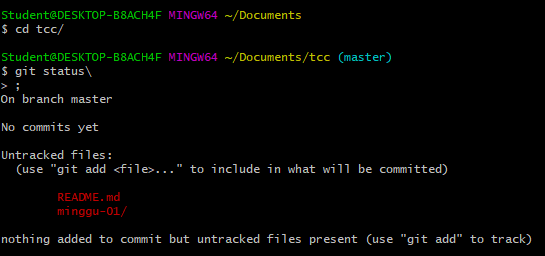 Student@DESKTOP-B8ACH4F MINGW64 ~/Documents
$ cd tcc/
Student@DESKTOP-B8ACH4F MINGW64 ~/Documents/tcc (master)
$ git status\
> ;
On branch master
No commits yet
Untracked files:
(use "git add <file>..." to include in what will be committed)
README.md
minggu-01/
nothing added to commit but untracked files present (use "git add" to track)